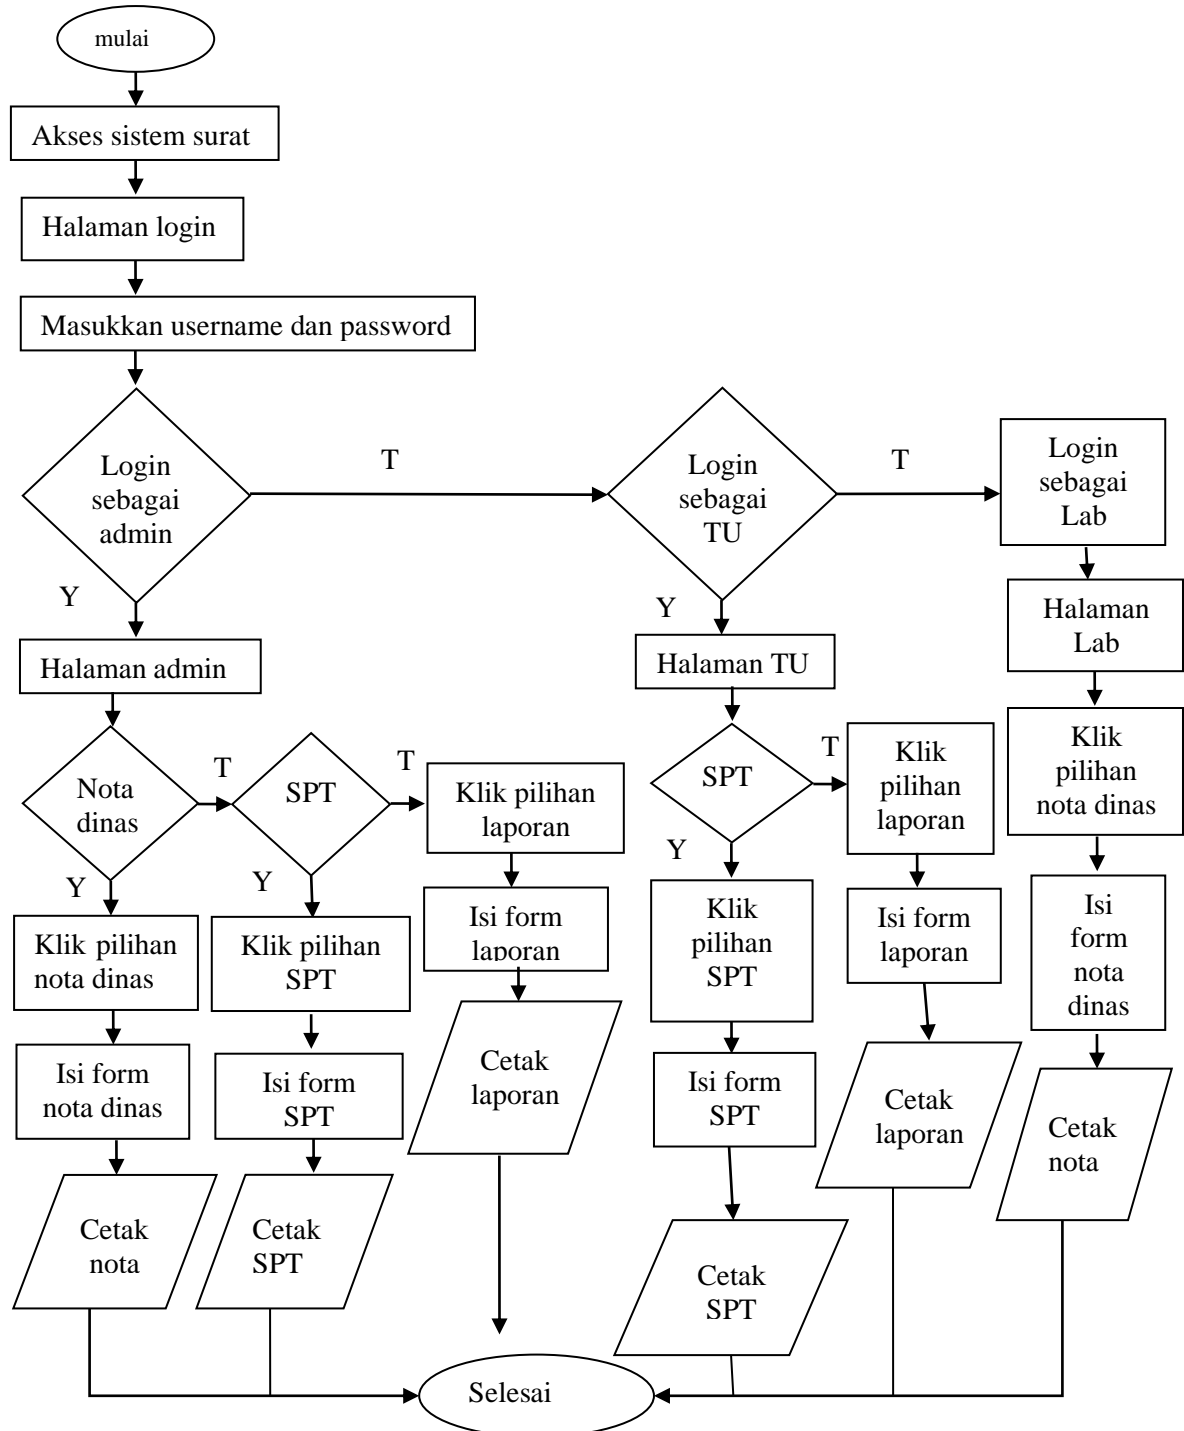 mulai
Akses sistem surat
Halaman login
Masukkan username dan password
Login
sebagai
admin
T
Login
sebagai
TU
T
Login
sebagai
Lab
Y
Y
Halaman admin
Halaman TU
Halaman
Lab
Nota
dinas
T
SPT
T
Klik pilihan
laporan
SPT
T
Klik
pilihan
laporan
Klik
pilihan
nota dinas
Y
Y
Y
Klik pilihan
nota dinas
Klik pilihan
SPT
Isi form
laporan
Klik
pilihan
SPT
Isi form
laporan
Isi
form
nota
dinas
Isi form
nota dinas
Isi form
SPT
Cetak
laporan
Isi form
SPT
Cetak
laporan
Cetak
nota
Cetak
nota
Cetak
SPT
Cetak
SPT
Selesai